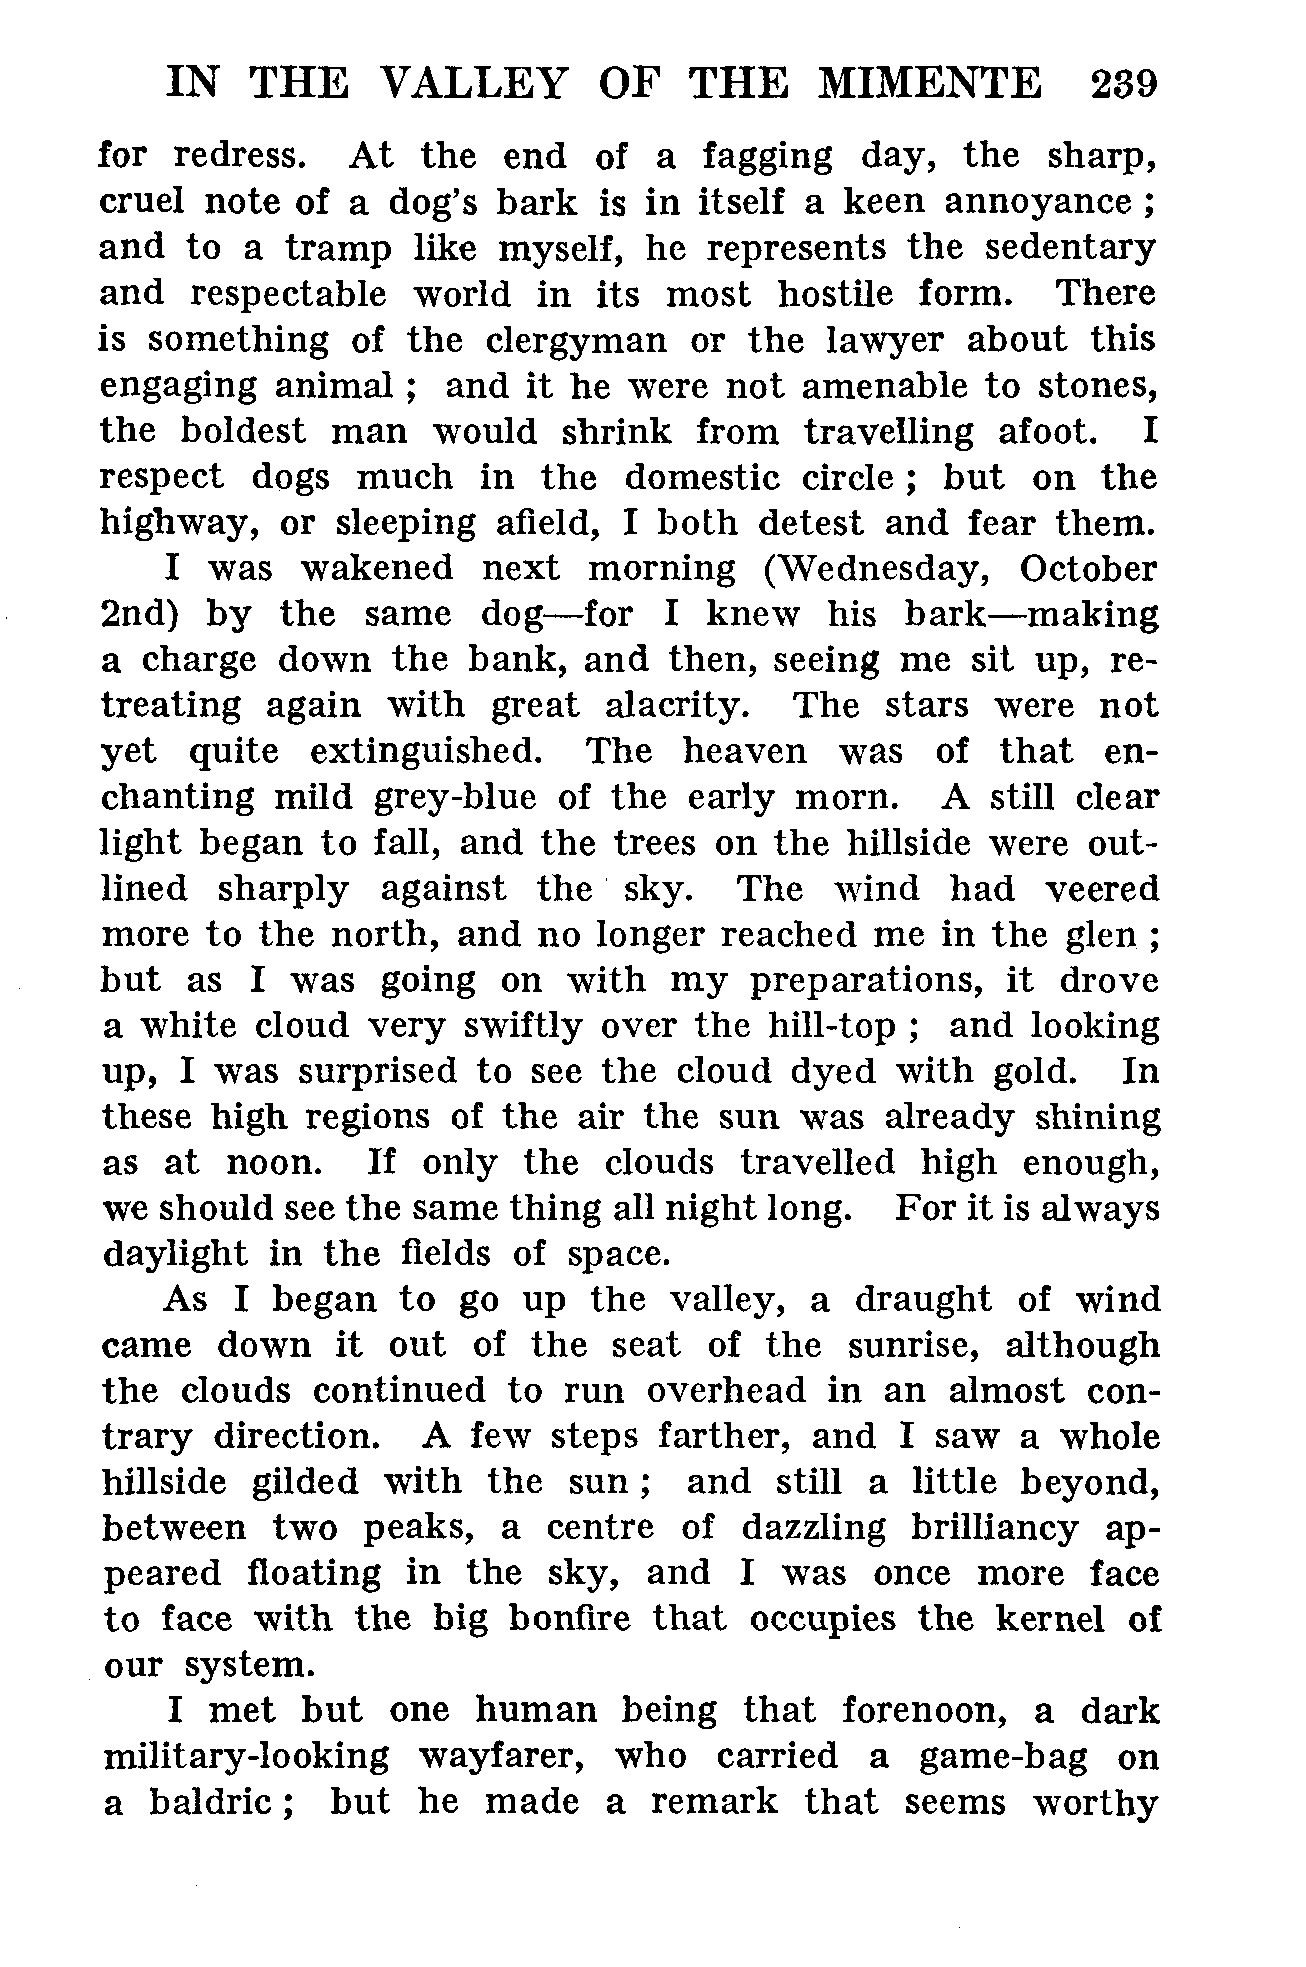 IN THE VALLEY OF THE MIMENTE 239
for redress. At the end of a fagging day, the sharp,
cruel note of a dog's bark is in itself a keen annoyance ;
and to a tramp like myself, he represents the sedentary
and respectable world in its most hostile form. There
is something of the clergyman or the lawyer about this
engaging animal ; and it he were not amenable to stones,
the boldest man would shrink from travelling afoot. I
respect dogs much in the domestic circle ; but on the
highway, or sleeping afield, I both detest and fear them.
I was wakened next morning (Wednesday, October
2nd) by the same dog—for I knew his bark—making
a charge down the bank, and then, seeing me sit up, re-
treating again with great alacrity. The stars were not
yet quite extinguished. The heaven was of that en-
chanting mild grey-blue of the early morn. A still clear
light began to fall, and the trees on the hillside were out-
lined sharply against the sky. The wind had veered
more to the north, and no longer reached me in the glen ;
but as I was going on with my preparations, it drove
a white cloud very swiftly over the hill-top ; and looking
up, I was surprised to see the cloud dyed with gold. In
these high regions of the air the sun was already shining
as at noon. If only the clouds travelled high enough,
we should see the same thing all night long. For it is always
daylight in the fields of space.
As I began to go up the valley, a draught of wind
came down it out of the seat of the sunrise, although
the clouds continued to run overhead in an almost con-
trary direction. A few steps farther, and I saw a whole
hillside gilded with the sun ; and still a little beyond,
between two peaks, a centre of dazzling brilliancy ap-
peared floating in the sky, and I was once more face
to face with the big bonfire that occupies the kernel of
our system.
I met but one human being that forenoon, a dark
military-looking wayfarer, who carried a game-bag on
a baldric ; but he made a remark that seems worthy